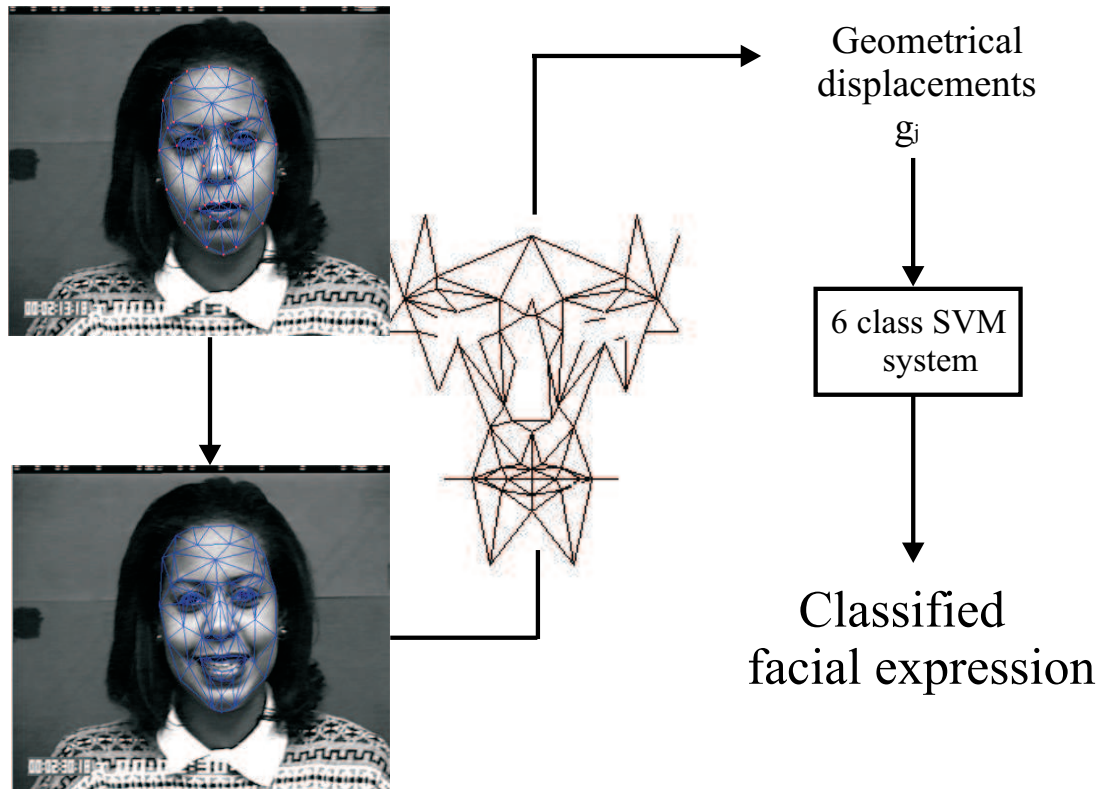 Geometrical
displacements
gj
6 class SVM
system
Classified
facial expression